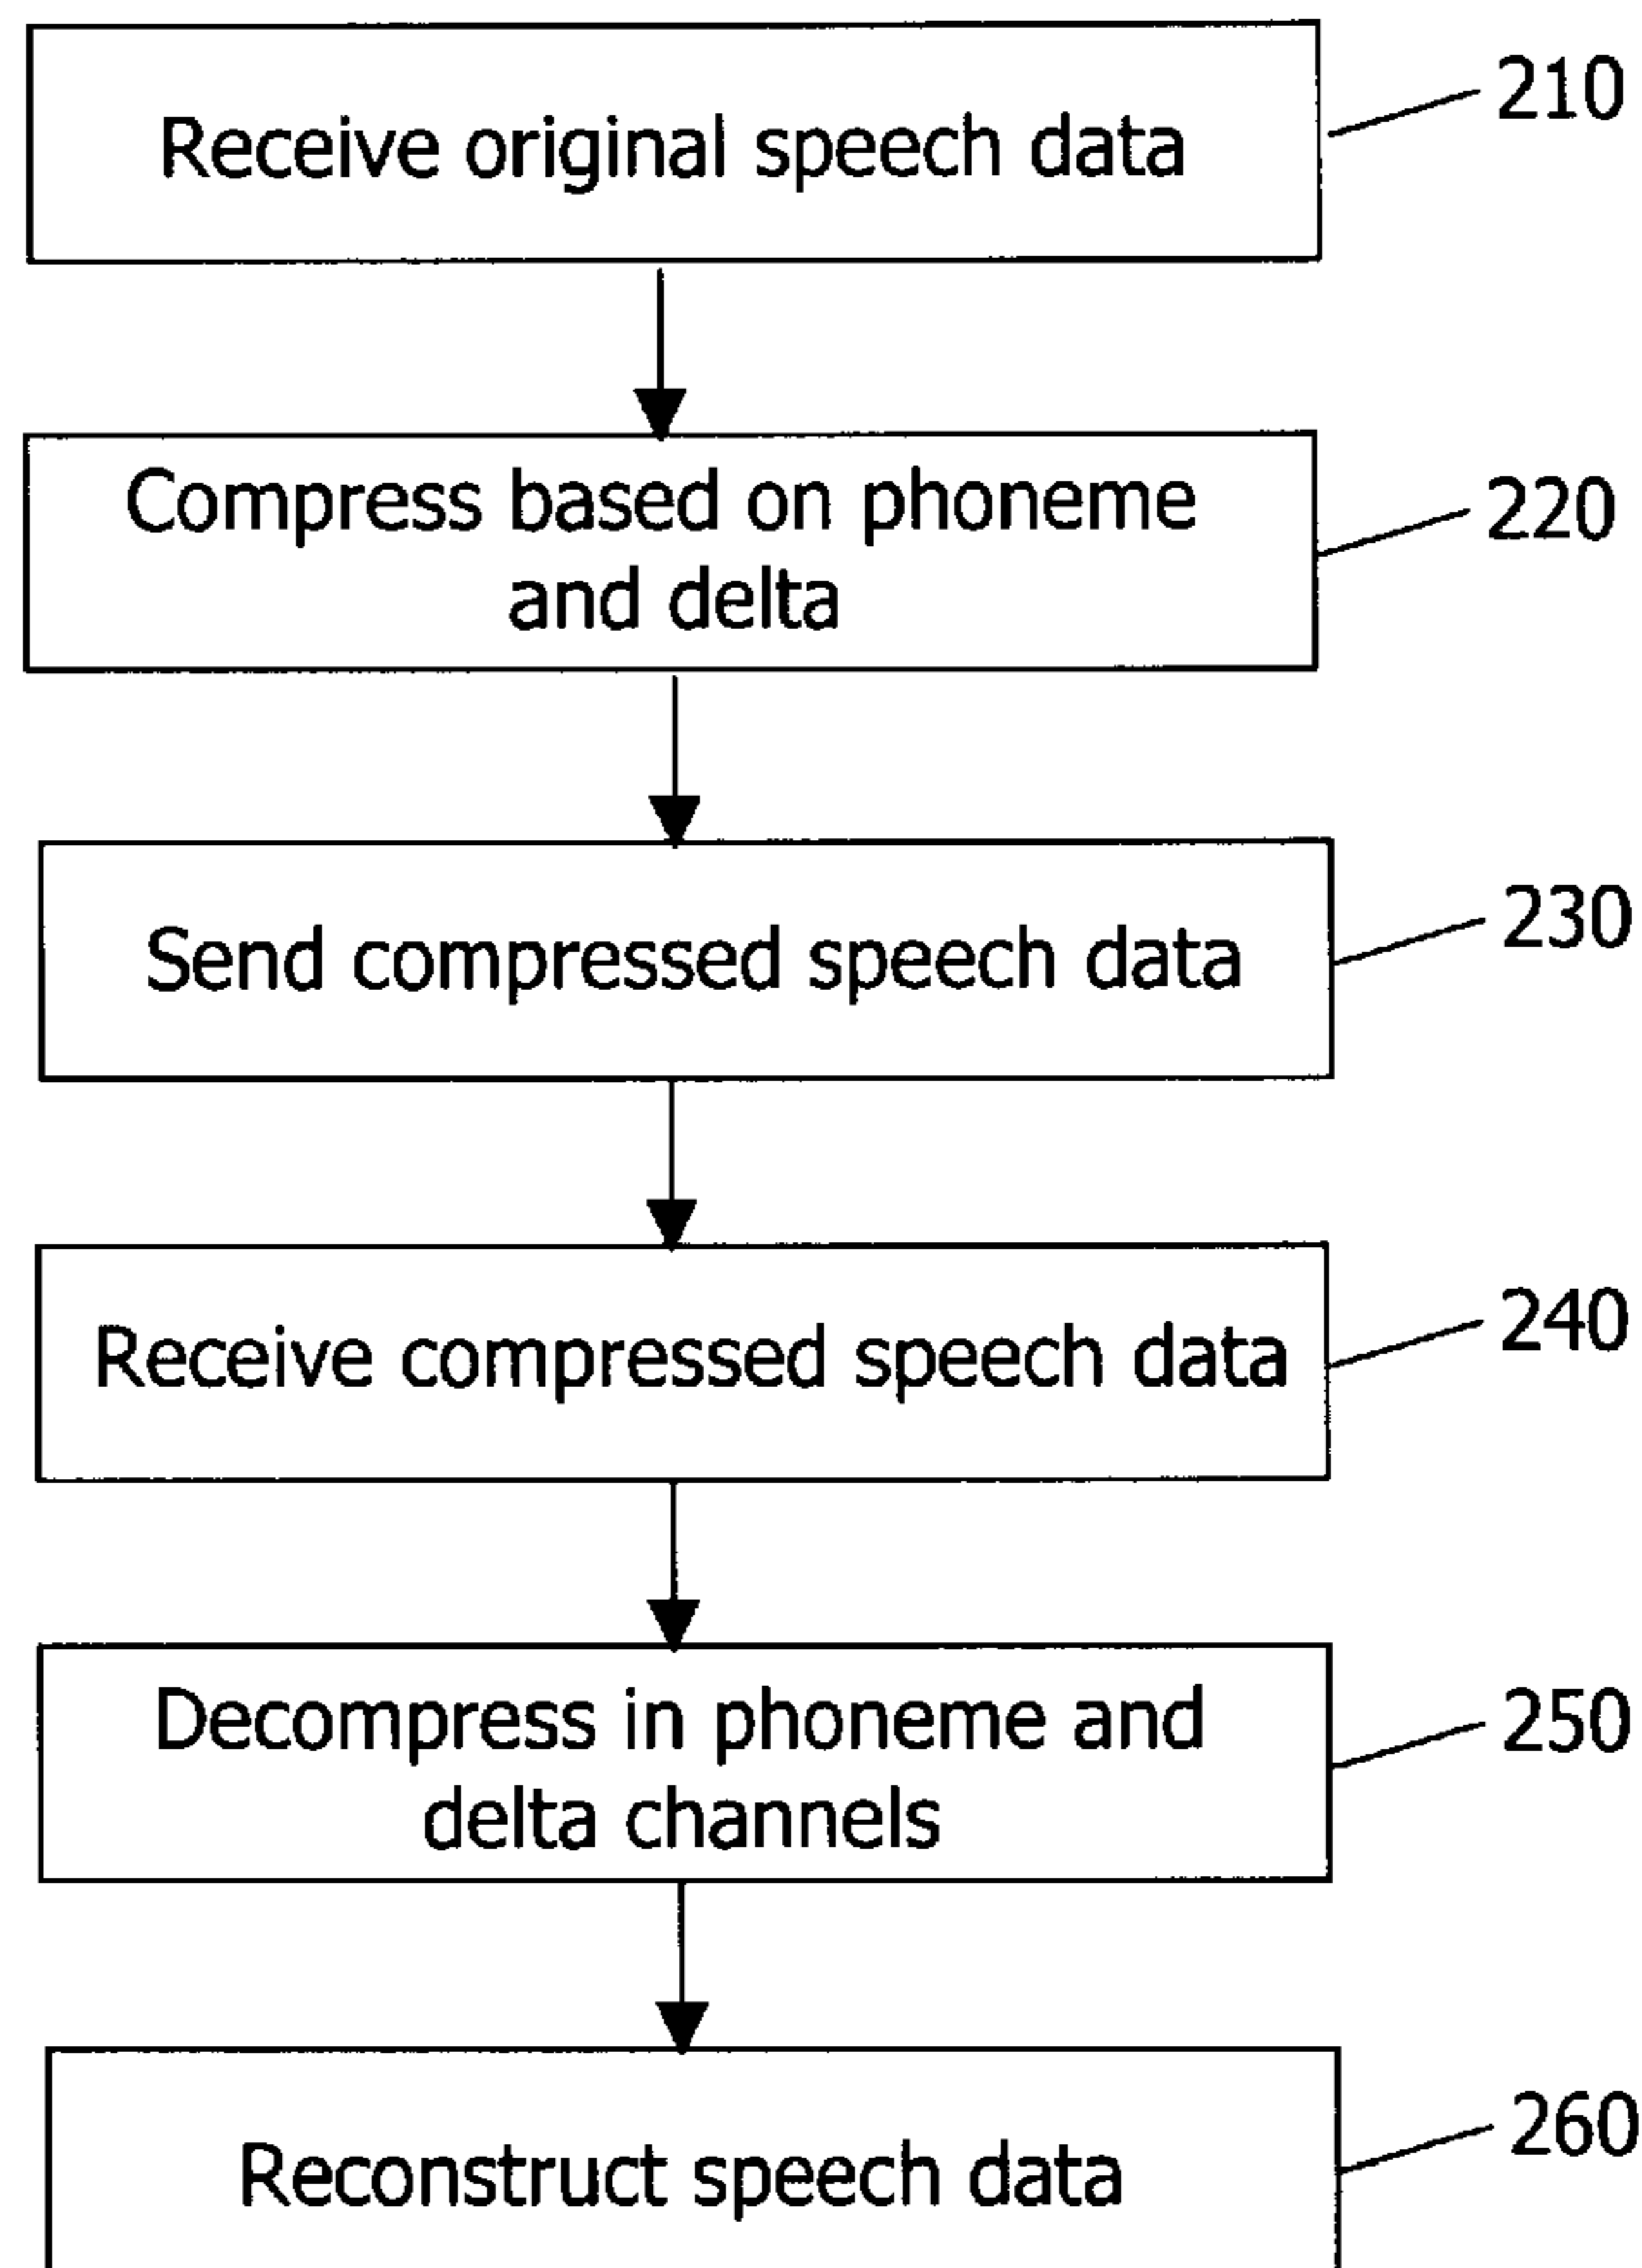 Receive original speech data
210
Compress based on phoneme
and delta
220
Send compressed speech data
230
Receive compressed speech data
240
Decompress in phoneme and
delta channels
250
Reconstruct speech data
260